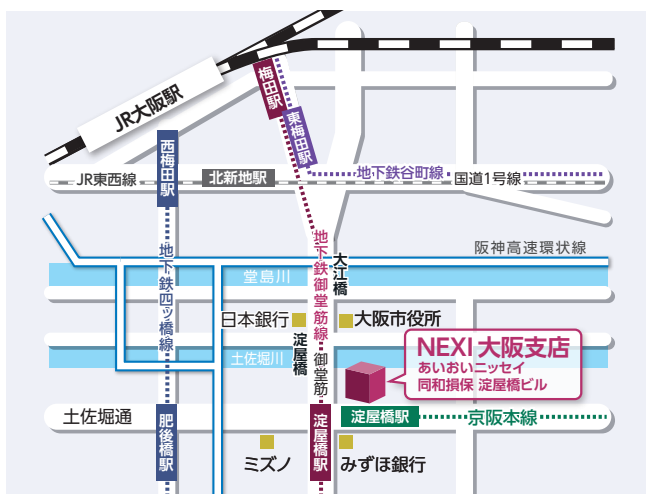 JR大阪駅
梅田駅
東梅田駅
西梅田駅
JR東西線
北新地駅
地下鉄谷町線
国道1号線
阪神高速環状線
地下鉄四ツ橋線
地下鉄御堂筋線
大江橋
堂島川
日本銀行
大阪市役所
淀屋橋
土佐堀川
御堂筋
NEXI 大阪支店
あいおいニッセイ
同和損保 淀屋橋ビル
土佐堀通
肥後橋駅
淀屋橋駅
淀屋橋駅
京阪本線
ミズノ
みずほ銀行